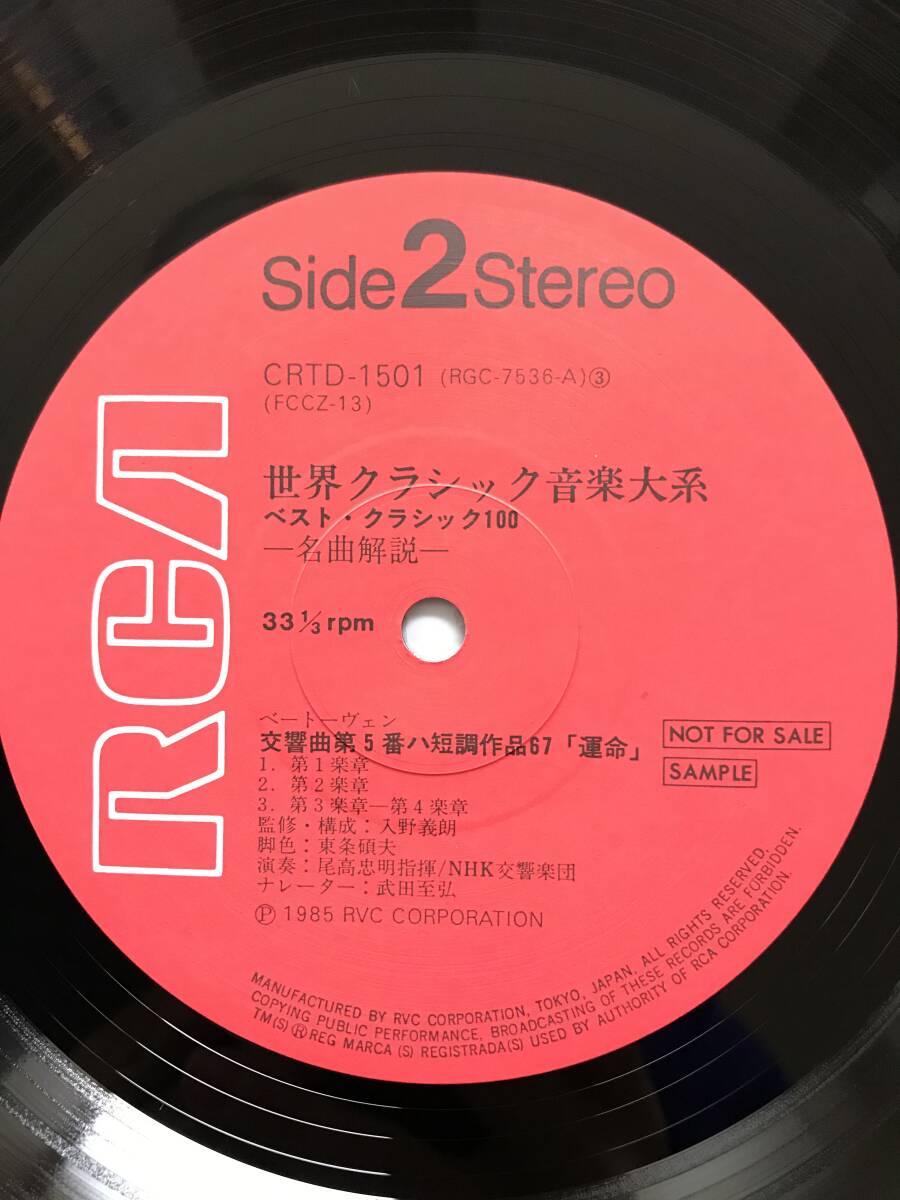 RCA
Side 2 Stereo
CRTD-1501 (RGC-7536-A)③
(FCCZ-13)
世界クラシック音楽大系
ベスト・クラシック100
—名曲解説—
33 1/3 rpm
ベートーヴェン
交響曲第5番ハ短調作品67「運命」
1. 第1楽章
2. 第2楽章
3. 第3楽章—第4楽章
監修・構成：入野義朗
脚色：東条碩夫
演奏：尾高忠明指揮/NHK交響楽団
ナレーター：武田至弘
Ⓟ 1985 RVC CORPORATION
NOT FOR SALE
SAMPLE
MANUFACTURED BY RVC CORPORATION, TOKYO, JAPAN, ALL RIGHTS RESERVED.
COPYING PUBLIC PERFORMANCE, BROADCASTING OF THESE RECORDS ARE FORBIDDEN.
TM(S) ® REG MARCA (S) REGISTRADA(S) USED BY AUTHORITY OF RCA CORPORATION.